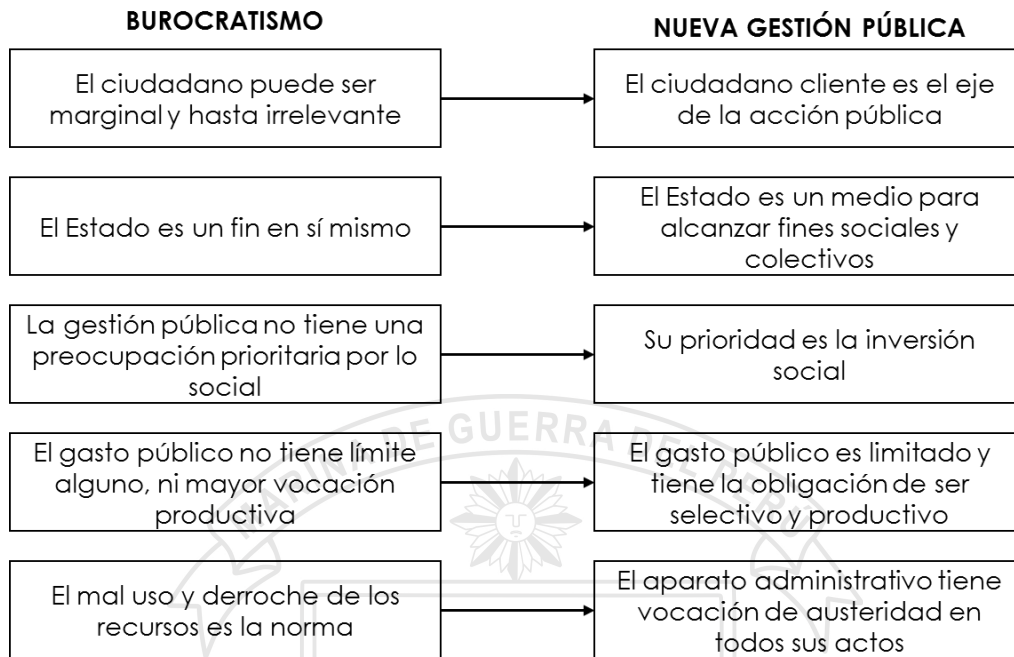 BUROCRATISMO
NUEVA GESTIÓN PÚBLICA
El ciudadano puede ser
marginal y hasta irrelevante
El ciudadano cliente es el eje
de la acción pública
El Estado es un fin en sí mismo
El Estado es un medio para
alcanzar fines sociales y
colectivos
La gestión pública no tiene una
preocupación prioritaria por lo
social
Su prioridad es la inversión
social
El gasto público no tiene límite
alguno, ni mayor vocación
productiva
El gasto público es limitado y
tiene la obligación de ser
selectivo y productivo
El mal uso y derroche de los
recursos es la norma
El aparato administrativo tiene
vocación de austeridad en
todos sus actos
MARINA DE GUERRA DEL PERÚ